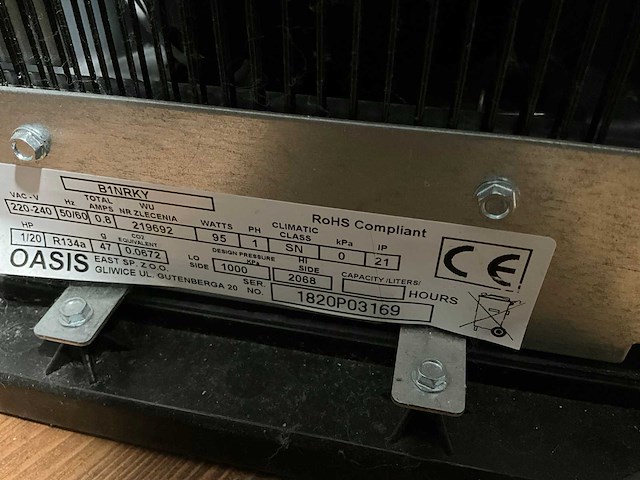 B1NRKY
RoHS Compliant
VAC - V Hz TOTAL AMPS WU NR ZLECENIA WATTS PH CLIMATIC CLASS kPa IP
220-240 50/60 0.8 219692 95 1 SN 0 21
HP g CO2 EQUIVALENT DESIGN PRESSURE KPA
1/20 R134a 47 0.0672 LO SIDE 1000 HI SIDE 2068 CAPACITY /LITERS/ HOURS
OASIS EAST SP. Z O.O.
GLIWICE UL. GUTENBERGA 20 SER. NO. 1820P03169
CE